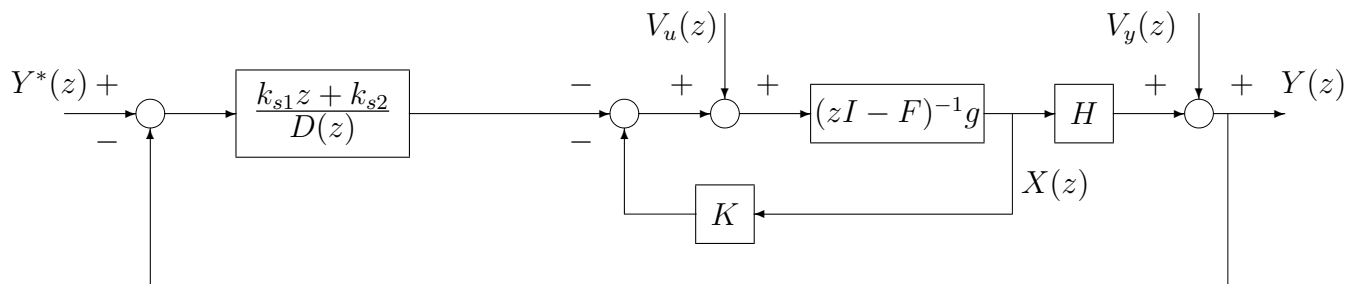 V_u(z)
V_y(z)
Y*(z) +
−
k_{s1}z + k_{s2}
D(z)
−
−
+
+
(zI − F)^{-1}g
H
+
+
Y(z)
X(z)
K